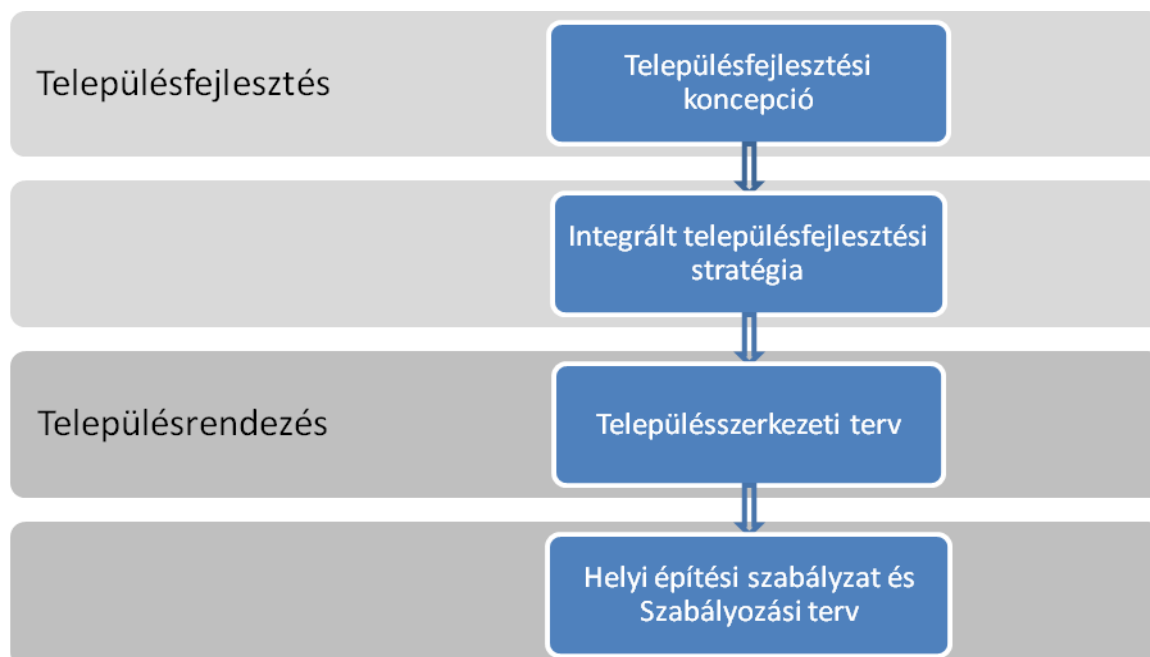 Településfejlesztés
Településfejlesztési
koncepció
Integrált településfejlesztési
stratégia
Településrendezés
Településszerkezeti terv
Helyi építési szabályzat és
Szabályozási terv